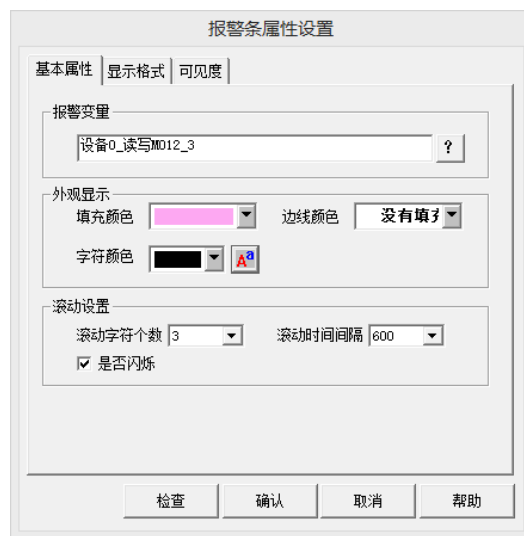 报警条属性设置
基本属性 显示格式 可见度
报警变量
设备0_读写M012_3 ?
外观显示
填充颜色 边线颜色 没有填
字符颜色 Aa
滚动设置
滚动字符个数 3 滚动时间间隔 600
是否闪烁
检查 确认 取消 帮助